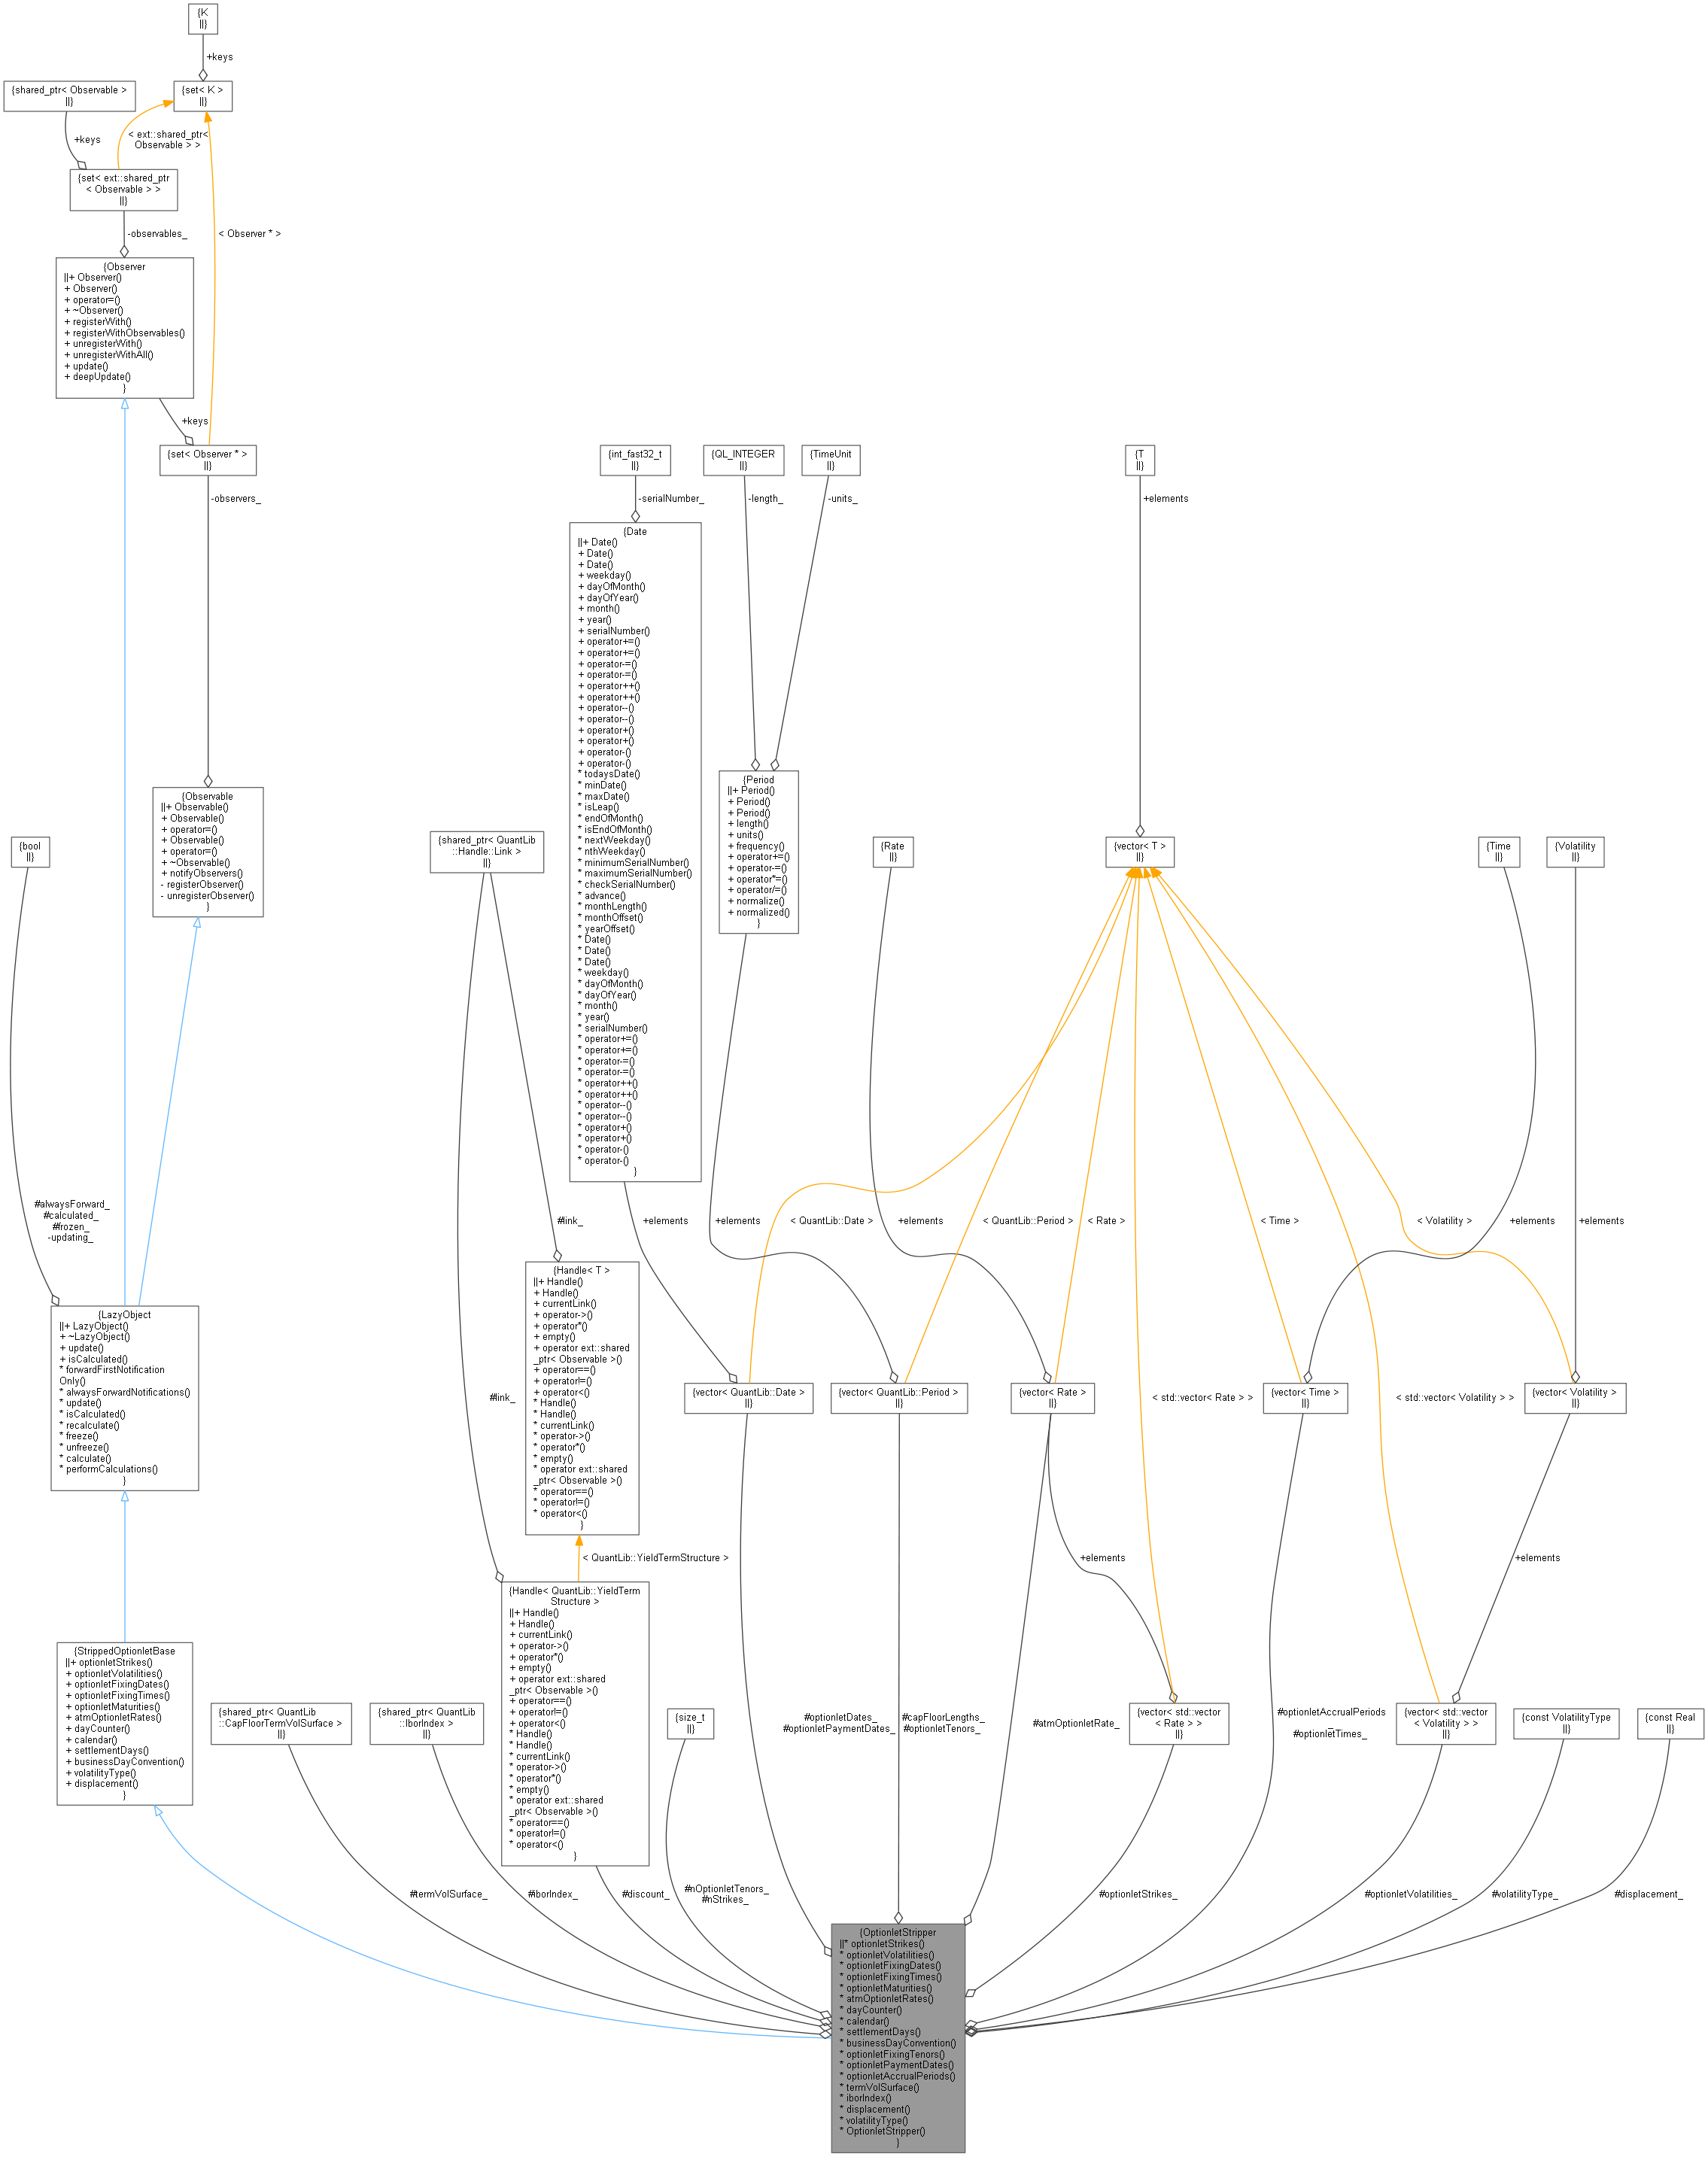 {K
||}
+keys
{shared_ptr< Observable >
||}
{set< K >
||}
+keys
< ext::shared_ptr<
Observable > >
{set< ext::shared_ptr
< Observable > >
||}
-observables_
< Observer * >
{Observer
||+ Observer()
+ Observer()
+ operator=()
+ ~Observer()
+ registerWith()
+ registerWithObservables()
+ unregisterWith()
+ unregisterWithAll()
+ update()
+ deepUpdate()
}
+keys
{set< Observer * >
||}
-observers_
{Observable
||+ Observable()
+ Observable()
+ operator=()
+ Observable()
+ operator=()
+ ~Observable()
+ notifyObservers()
- registerObserver()
- unregisterObserver()
}
{bool
||}
#alwaysForward_
#calculated_
#frozen_
-updating_
{LazyObject
||+ LazyObject()
+ ~LazyObject()
+ update()
+ isCalculated()
* forwardFirstNotification
Only()
* alwaysForwardNotifications()
* update()
* isCalculated()
* recalculate()
* freeze()
* unfreeze()
* calculate()
* performCalculations()
}
{StrippedOptionletBase
||+ optionletStrikes()
+ optionletVolatilities()
+ optionletFixingDates()
+ optionletFixingTimes()
+ optionletMaturities()
+ atmOptionletRates()
+ dayCounter()
+ calendar()
+ settlementDays()
+ businessDayConvention()
+ volatilityType()
+ displacement()
}
{int_fast32_t
||}
-serialNumber_
{Date
||+ Date()
+ Date()
+ Date()
+ weekday()
+ dayOfMonth()
+ dayOfYear()
+ month()
+ year()
+ serialNumber()
+ operator+=()
+ operator+=()
+ operator-=()
+ operator-=()
+ operator++()
+ operator++()
+ operator--()
+ operator--()
+ operator+()
+ operator+()
+ operator-()
+ operator-()
* todaysDate()
* minDate()
* maxDate()
* isLeap()
* endOfMonth()
* isEndOfMonth()
* nextWeekday()
* nthWeekday()
* minimumSerialNumber()
* maximumSerialNumber()
* checkSerialNumber()
* advance()
* monthLength()
* monthOffset()
* yearOffset()
* Date()
* Date()
* Date()
* weekday()
* dayOfMonth()
* dayOfYear()
* month()
* year()
* serialNumber()
* operator+=()
* operator+=()
* operator-=()
* operator-=()
* operator++()
* operator++()
* operator--()
* operator--()
* operator+()
* operator+()
* operator-()
* operator-()
}
{QL_INTEGER
||}
-length_
{TimeUnit
||}
-units_
{Period
||+ Period()
+ Period()
+ Period()
+ length()
+ units()
+ frequency()
+ operator+=()
+ operator-=()
+ operator*=()
+ operator/=()
+ normalize()
+ normalized()
}
{T
||}
+elements
{shared_ptr< QuantLib
::Handle::Link >
||}
{Rate
||}
{vector< T >
||}
{Time
||}
{Volatility
||}
#link_
+elements
+elements
< QuantLib::Date >
+elements
< QuantLib::Period >
< Rate >
< Time >
< Volatility >
+elements
+elements
{Handle< T >
||+ Handle()
+ Handle()
+ currentLink()
+ operator->()
+ operator*()
+ empty()
+ operator ext::shared
_ptr< Observable >()
+ operator==()
+ operator!=()
+ operator<()
* Handle()
* Handle()
* currentLink()
* operator->()
* operator*()
* empty()
* operator ext::shared
_ptr< Observable >()
* operator==()
* operator!=()
* operator<()
}
#link_
{vector< QuantLib::Date >
||}
{vector< QuantLib::Period >
||}
{vector< Rate >
||}
< std::vector< Rate > >
{vector< Time >
||}
< std::vector< Volatility > >
{vector< Volatility >
||}
< QuantLib::YieldTermStructure >
+elements
+elements
{Handle< QuantLib::YieldTerm
Structure >
||+ Handle()
+ Handle()
+ currentLink()
+ operator->()
+ operator*()
+ empty()
+ operator ext::shared
_ptr< Observable >()
+ operator==()
+ operator!=()
+ operator<()
* Handle()
* Handle()
* currentLink()
* operator->()
* operator*()
* empty()
* operator ext::shared
_ptr< Observable >()
* operator==()
* operator!=()
* operator<()
}
{shared_ptr< QuantLib
::CapFloorTermVolSurface >
||}
{shared_ptr< QuantLib
::IborIndex >
||}
{size_t
||}
#optionletDates_
#optionletPaymentDates_
#capFloorLengths_
#optionletTenors_
#atmOptionletRate_
{vector< std::vector
< Rate > >
||}
#optionletAccrualPeriods
_
#optionletTimes_
{vector< std::vector
< Volatility > >
||}
{const VolatilityType
||}
{const Real
||}
#termVolSurface_
#iborIndex_
#discount_
#nOptionletTenors_
#nStrikes_
#optionletStrikes_
#optionletVolatilities_
#volatilityType_
#displacement_
{OptionletStripper
||* optionletStrikes()
* optionletVolatilities()
* optionletFixingDates()
* optionletFixingTimes()
* optionletMaturities()
* atmOptionletRates()
* dayCounter()
* calendar()
* settlementDays()
* businessDayConvention()
* optionletFixingTenors()
* optionletPaymentDates()
* optionletAccrualPeriods()
* termVolSurface()
* iborIndex()
* displacement()
* volatilityType()
* OptionletStripper()
}